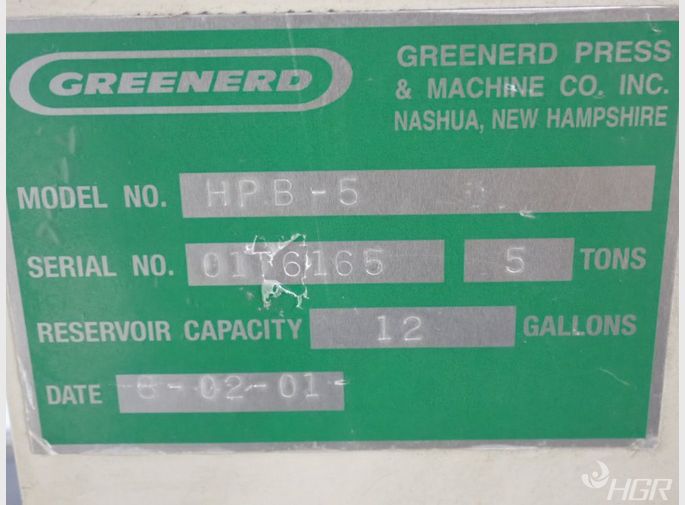 GREENERD
GREENERD PRESS
& MACHINE CO. INC.
NASHUA, NEW HAMPSHIRE
MODEL NO. HPB-5
SERIAL NO. 01T6165 5 TONS
RESERVOIR CAPACITY 12 GALLONS
DATE -02-01
HGR